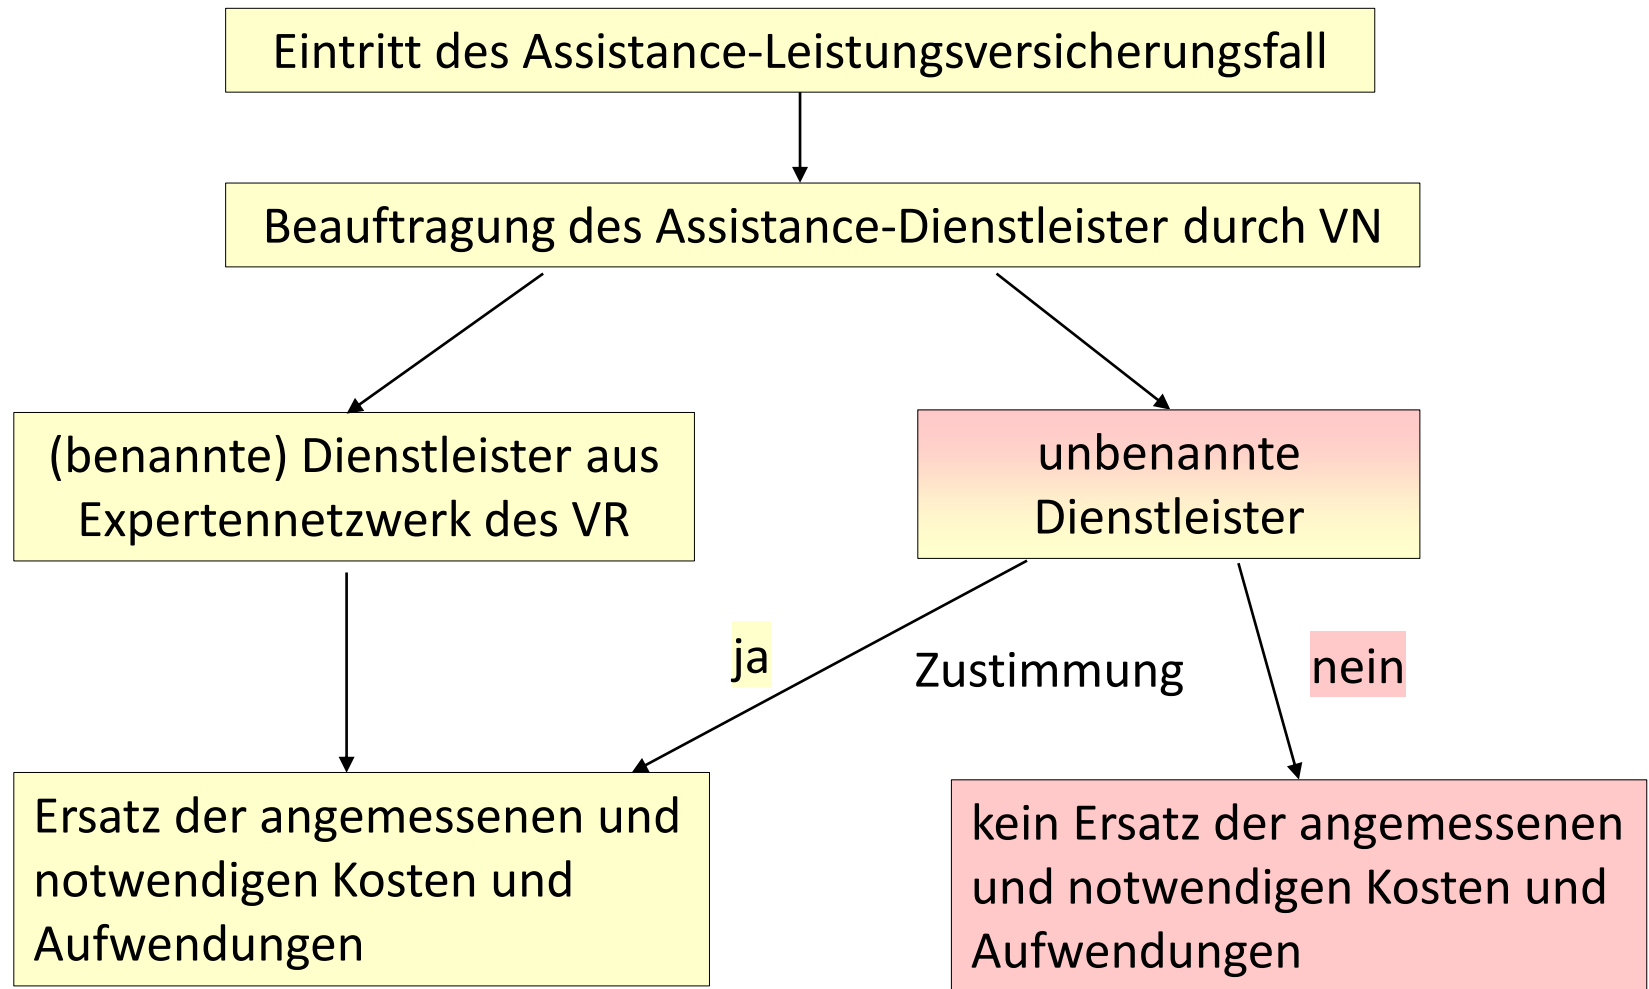 Eintritt des Assistance-Leistungsversicherungsfall
Beauftragung des Assistance-Dienstleister durch VN
(benannte) Dienstleister aus
Expertennetzwerk des VR
unbenannte
Dienstleister
ja
Zustimmung
nein
Ersatz der angemessenen und
notwendigen Kosten und
Aufwendungen
kein Ersatz der angemessenen
und notwendigen Kosten und
Aufwendungen